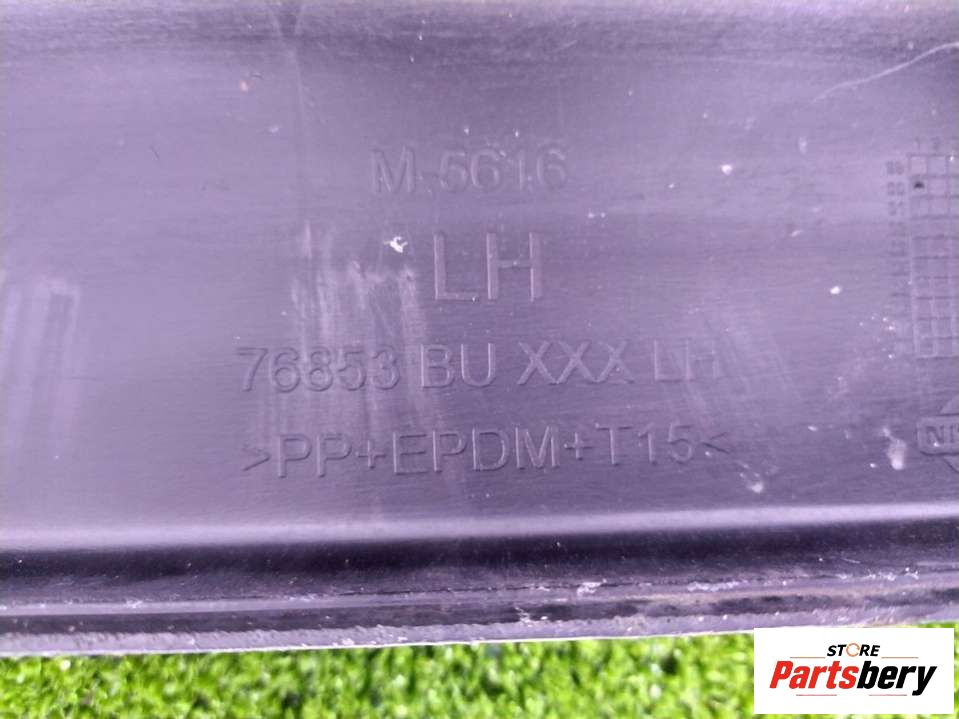 M-5616
LH
76853 BU XXX LH
>PP+EPDM+T15<
STORE
Partsbery